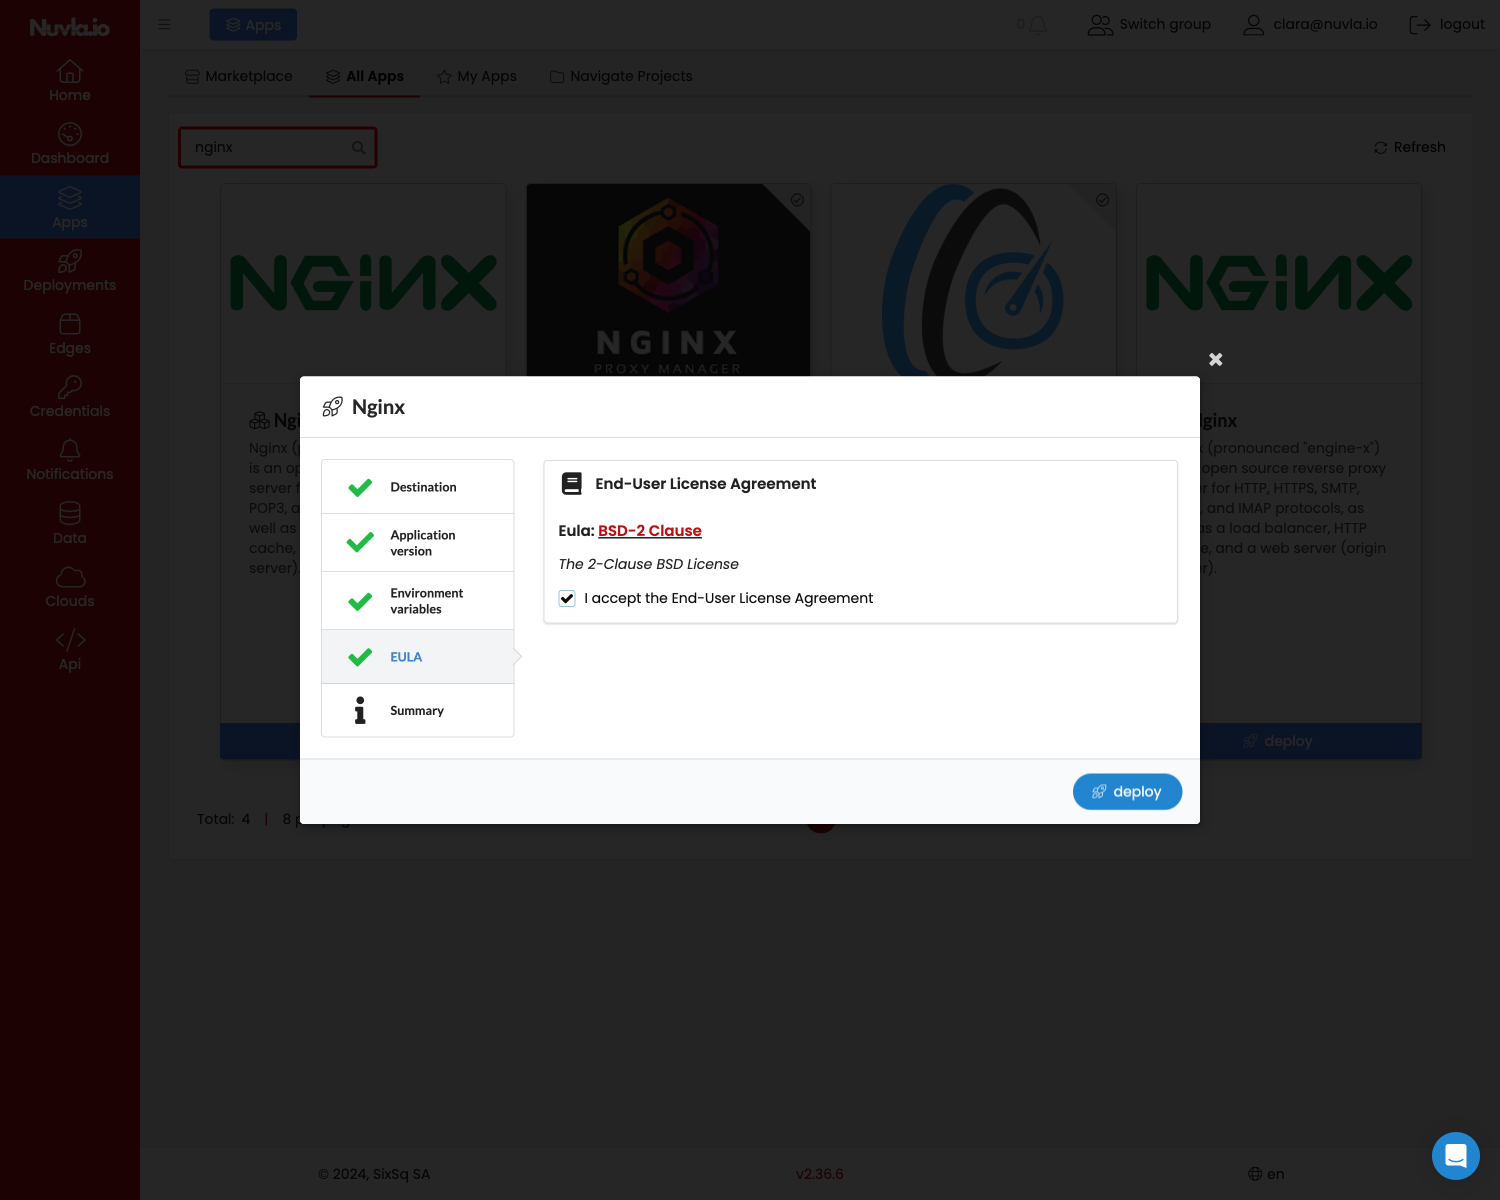 Nuvla.io
Apps
0
Switch group
clara@nuvla.io
logout
Home
Dashboard
Apps
Deployments
Edges
Credentials
Notifications
Data
Clouds
Api
Marketplace
All Apps
My Apps
Navigate Projects
nginx
Refresh
NGINX
NGINX
PROXY MANAGER
NGINX
Nginx (
is an op
server f
POP3, a
well as
cache,
server).
ginx
(pronounced "engine-x")
open source reverse proxy
r for HTTP, HTTPS, SMTP,
, and IMAP protocols, as
s a load balancer, HTTP
e, and a web server (origin
r).
deploy
Nginx
Destination
Application
version
Environment
variables
EULA
Summary
End-User License Agreement
Eula: BSD-2 Clause
The 2-Clause BSD License
I accept the End-User License Agreement
deploy
Total: 4 | 8 p
© 2024, SixSq SA
v2.36.6
en